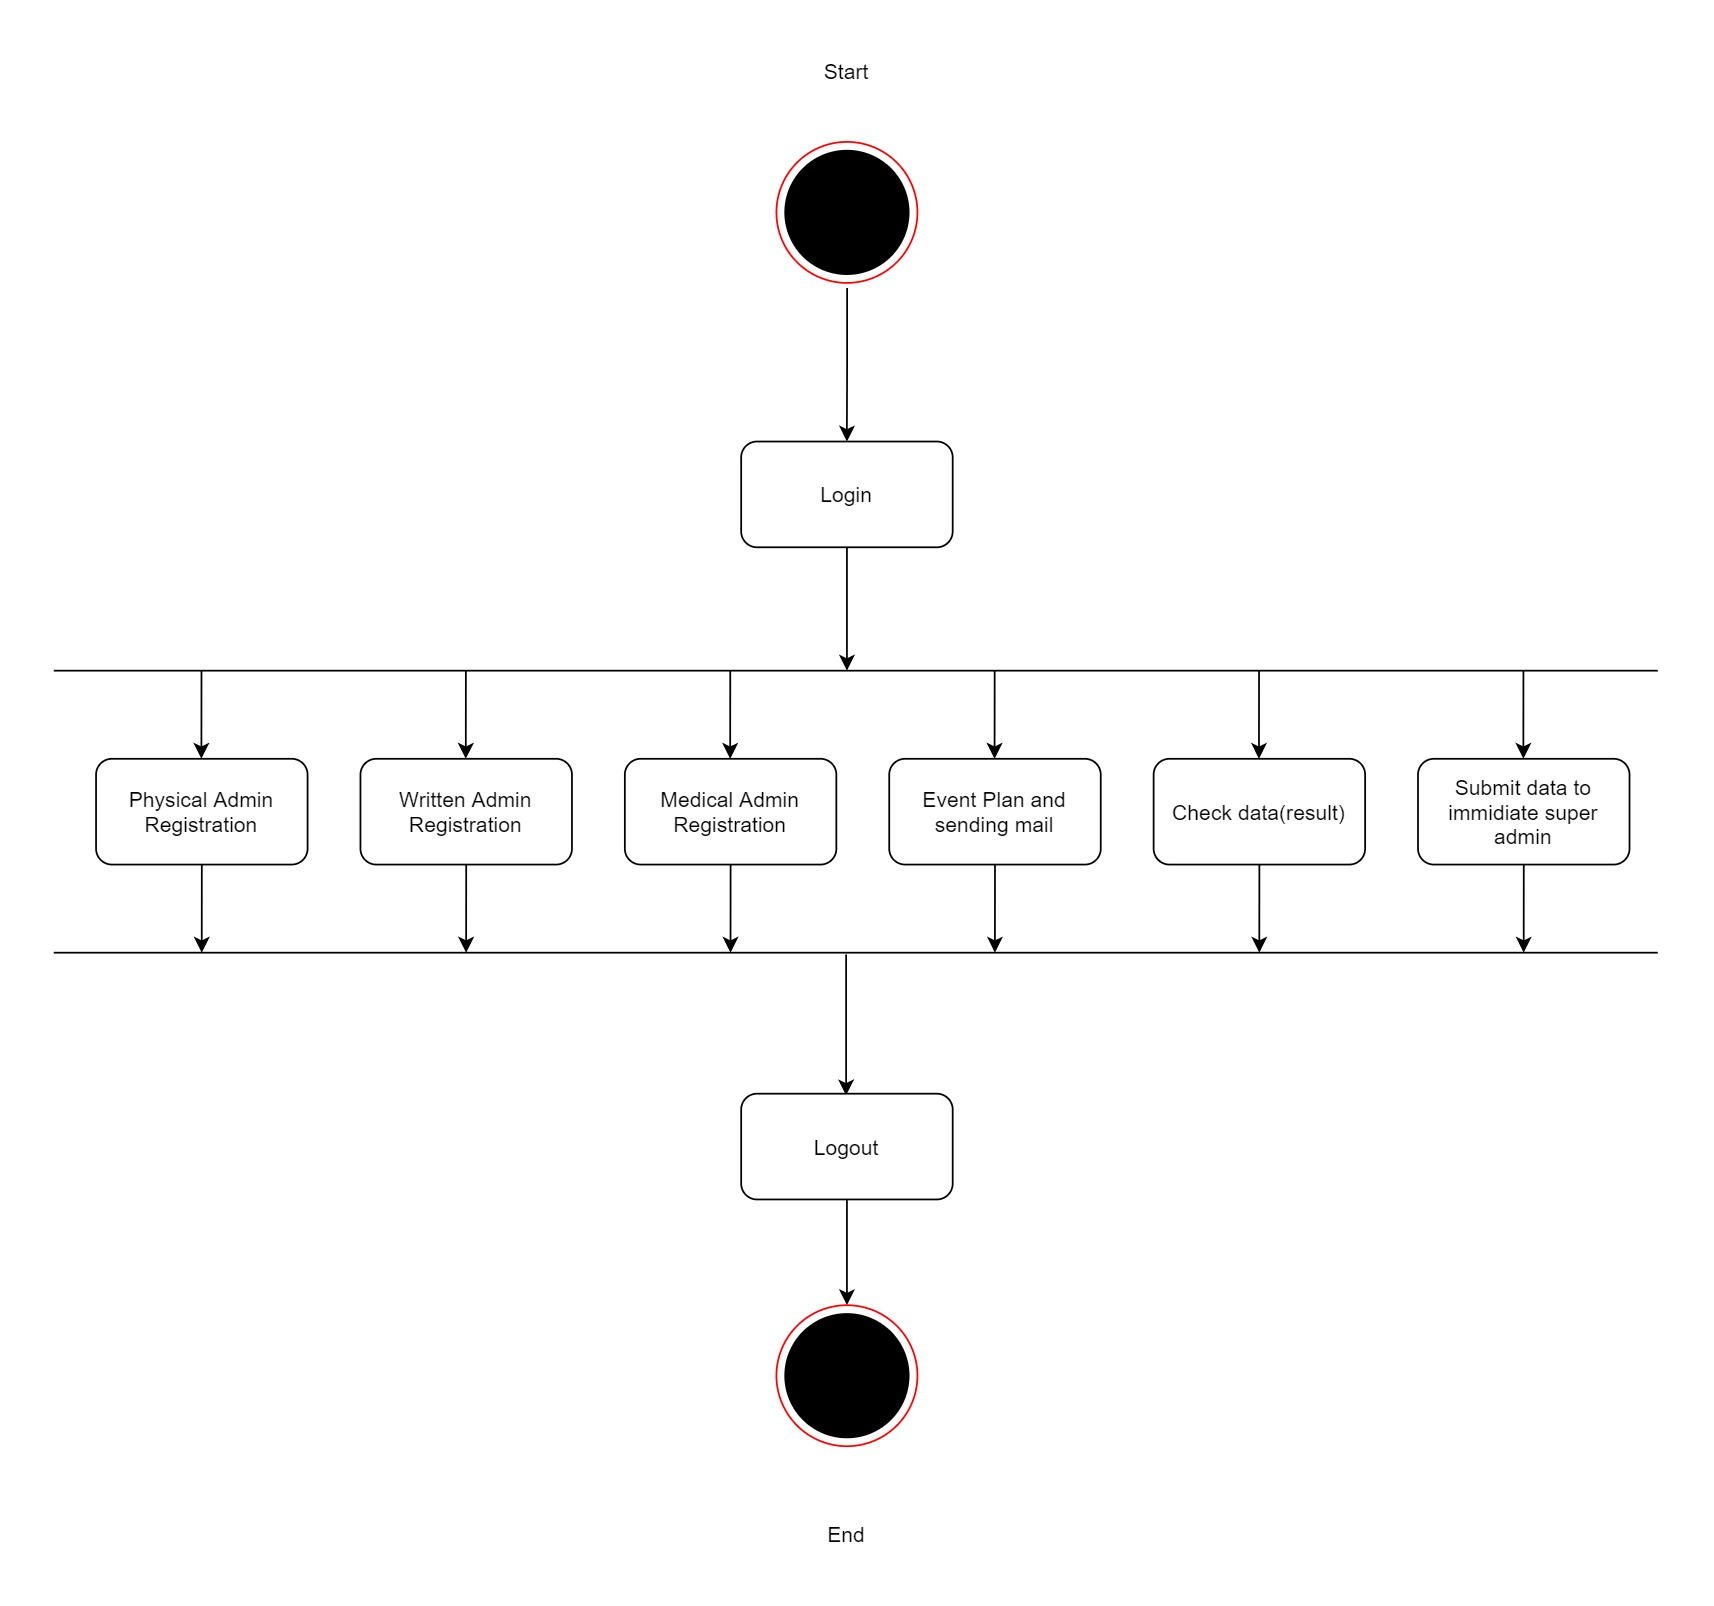 Start
Login
Physical Admin
Registration
Written Admin
Registration
Medical Admin
Registration
Event Plan and
sending mail
Check data(result)
Submit data to
immidiate super
admin
Logout
End